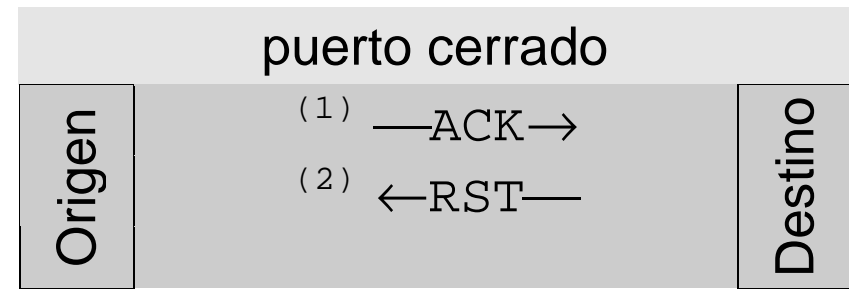 puerto cerrado
Origen
(1) —ACK→
(2) ←RST—
Destino